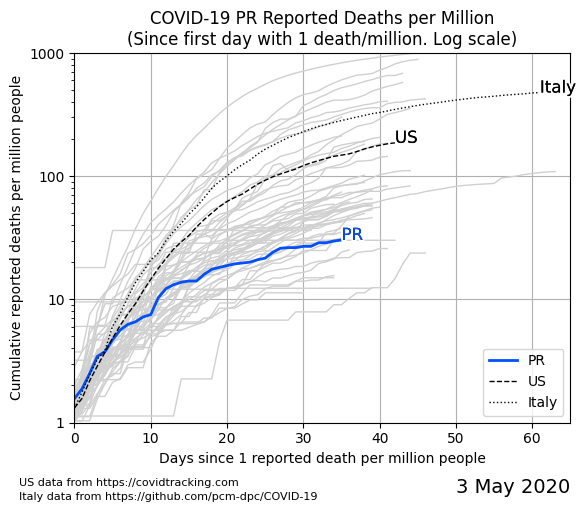 COVID-19 PR Reported Deaths per Million
(Since first day with 1 death/million. Log scale)
Cumulative reported deaths per million people
1000
100
10
1
Italy
US
PR
PR
US
Italy
0 10 20 30 40 50 60
Days since 1 reported death per million people
US data from https://covidtracking.com
Italy data from https://github.com/pcm-dpc/COVID-19
3 May 2020